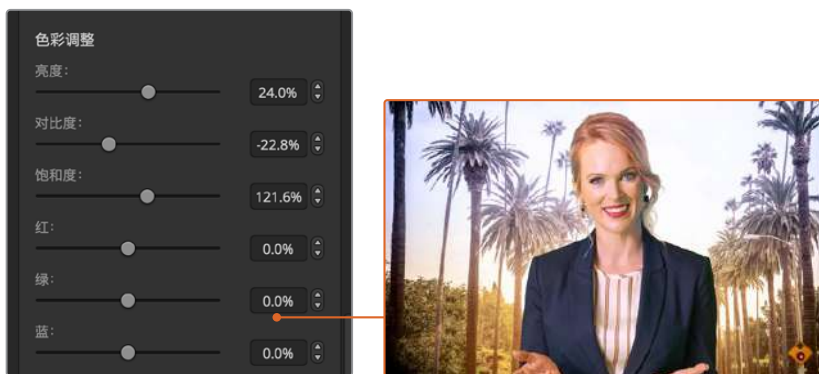 色彩调整
亮度：
24.0%
对比度：
-22.8%
饱和度：
121.6%
红：
0.0%
绿：
0.0%
蓝：
0.0%